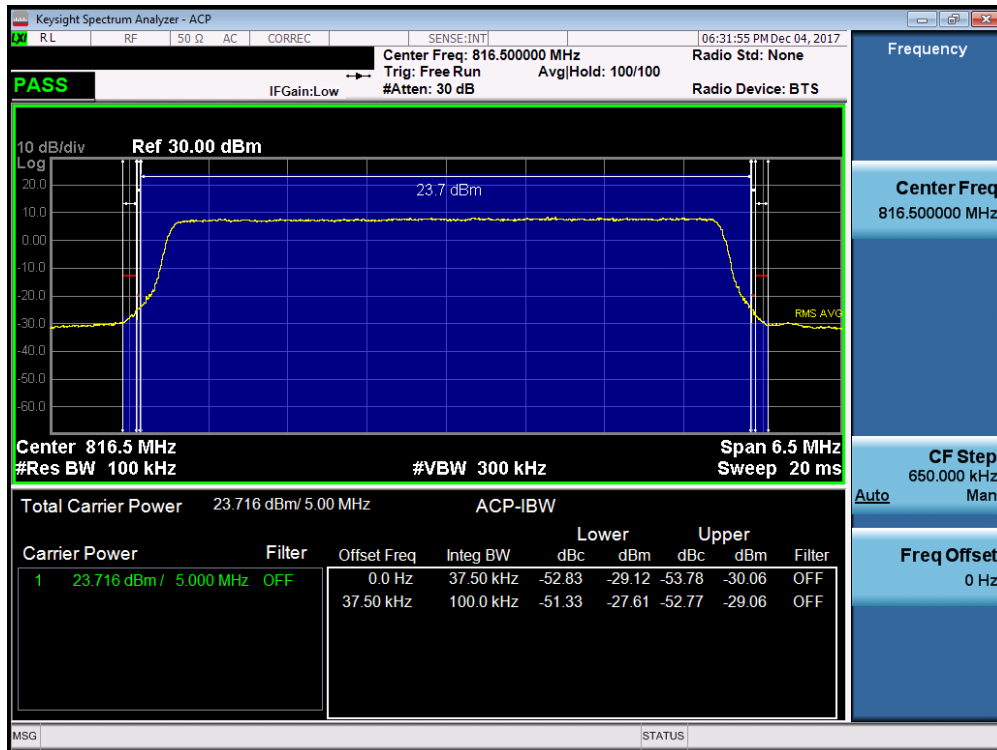 Keysight Spectrum Analyzer - ACP
LXI RL RF 50 Ω AC CORREC SENSE:INT 06:31:55 PM Dec 04, 2017
Center Freq: 816.500000 MHz Radio Std: None
Trig: Free Run Avg|Hold: 100/100
PASS IFGain:Low #Atten: 30 dB Radio Device: BTS
10 dB/div Ref 30.00 dBm
Log
20.0
23.7 dBm
10.0
0.00
-10.0
-20.0
-30.0
RMS AVG
-40.0
-50.0
-60.0
Center 816.5 MHz Span 6.5 MHz
#Res BW 100 kHz #VBW 300 kHz Sweep 20 ms
Total Carrier Power 23.716 dBm/ 5.00 MHz ACP-IBW
Lower Upper
Carrier Power Filter Offset Freq Integ BW dBc dBm dBc dBm Filter
1 23.716 dBm / 5.000 MHz OFF 0.0 Hz 37.50 kHz -52.83 -29.12 -53.78 -30.06 OFF
37.50 kHz 100.0 kHz -51.33 -27.61 -52.77 -29.06 OFF
MSG STATUS
Frequency
Center Freq
816.500000 MHz
CF Step
650.000 kHz
Auto Man
Freq Offset
0 Hz